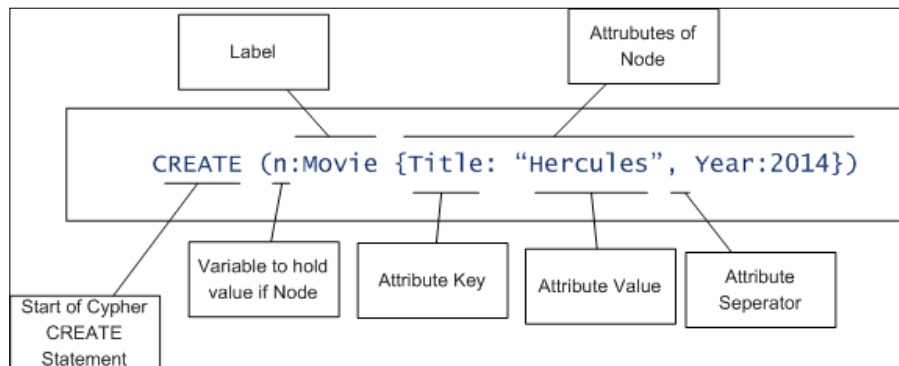 Label
Attrubutes of
Node
CREATE (n:Movie {Title: “Hercules”, Year:2014})
Start of Cypher
CREATE
Statement
Variable to hold
value if Node
Attribute Key
Attribute Value
Attribute
Seperator